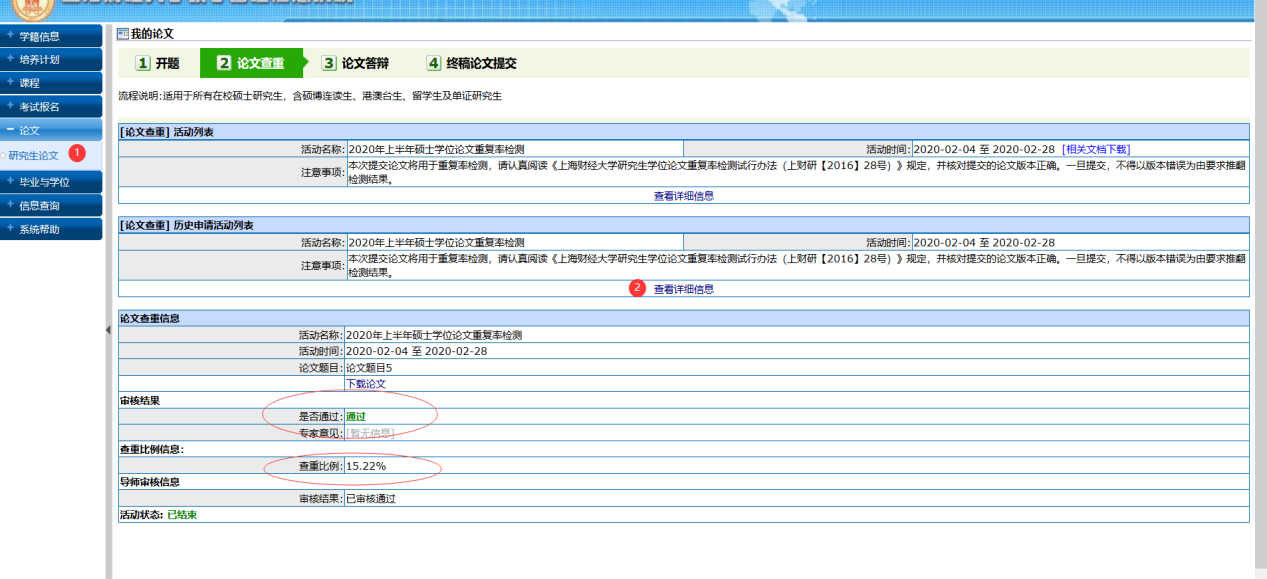 学籍信息
培养计划
课程
考试报名
论文
研究生论文 1
毕业与学位
信息查询
系统帮助
我的论文
1 开题 2 论文查重 3 论文答辩 4 终稿论文提交
流程说明:适用于所有在校硕士研究生，含硕博连读生、港澳台生、留学生及单证研究生
[论文查重] 活动列表
活动名称: 2020年上半年硕士学位论文重复率检测 活动时间: 2020-02-04 至 2020-02-28 [相关文档下载]
注意事项: 本次提交论文将用于重复率检测，请认真阅读《上海财经大学研究生学位论文重复率检测试行办法（上财研【2016】28号）》规定，并核对提交的论文版本正确。一旦提交，不得以版本错误为由要求推翻
检测结果。
查看详细信息
[论文查重] 历史申请活动列表
活动名称: 2020年上半年硕士学位论文重复率检测 活动时间: 2020-02-04 至 2020-02-28
注意事项: 本次提交论文将用于重复率检测，请认真阅读《上海财经大学研究生学位论文重复率检测试行办法（上财研【2016】28号）》规定，并核对提交的论文版本正确。一旦提交，不得以版本错误为由要求推翻
检测结果。
2 查看详细信息
论文查重信息
活动名称: 2020年上半年硕士学位论文重复率检测
活动时间: 2020-02-04 至 2020-02-28
论文题目: 论文题目5
下载论文
审核结果
是否通过: 通过
专家意见: [暂无信息]
查重比例信息:
查重比例: 15.22%
导师审核信息
审核结果: 已审核通过
活动状态: 已结束